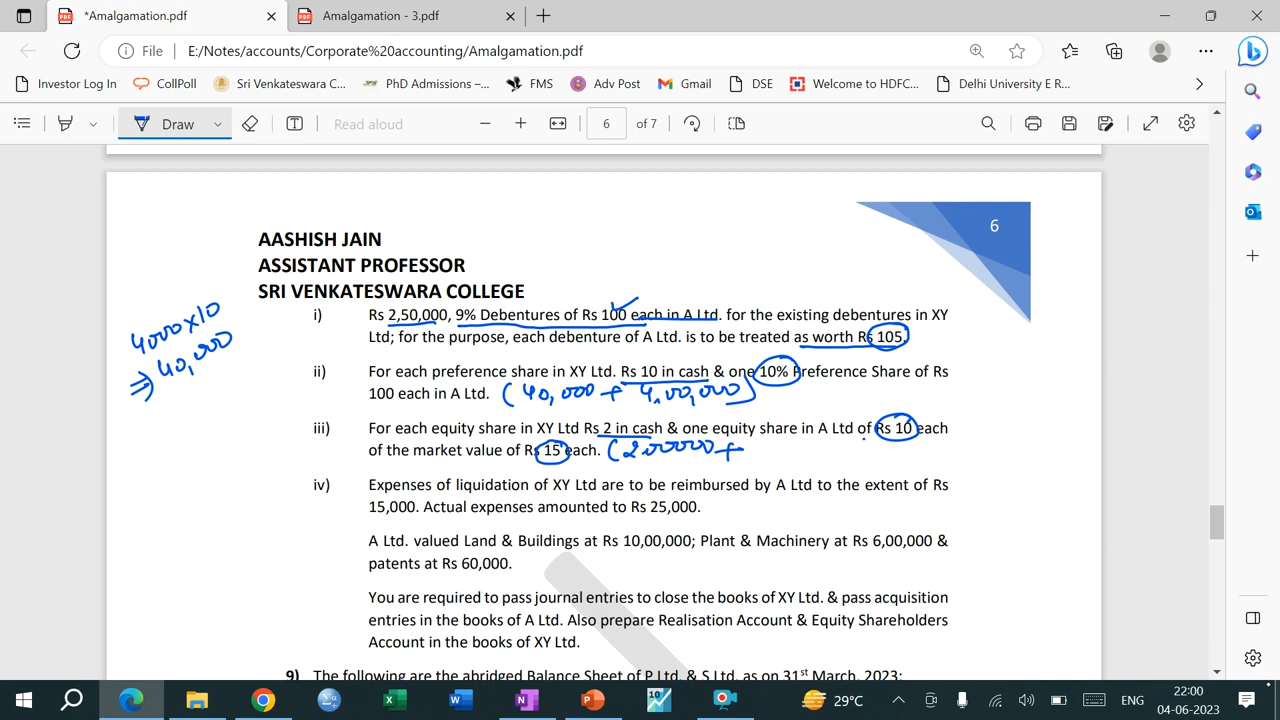 *Amalgamation.pdf
Amalgamation - 3.pdf
File E:/Notes/accounts/Corporate%20accounting/Amalgamation.pdf
Investor Log In CollPoll Sri Venkateswara C... PhD Admissions –... FMS Adv Post Gmail DSE Welcome to HDFC... Delhi University E R...
Draw Read aloud 6 of 7
6
AASHISH JAIN
ASSISTANT PROFESSOR
SRI VENKATESWARA COLLEGE
4000 x 10
⇒ 40,000
i) Rs 2,50,000, 9% Debentures of Rs 100 each in A Ltd. for the existing debentures in XY
Ltd; for the purpose, each debenture of A Ltd. is to be treated as worth Rs 105.
ii) For each preference share in XY Ltd. Rs 10 in cash & one 10% Preference Share of Rs
100 each in A Ltd. (40,000 + 4,00,000)
iii) For each equity share in XY Ltd Rs 2 in cash & one equity share in A Ltd of Rs 10 each
of the market value of Rs 15 each. (200000 +
iv) Expenses of liquidation of XY Ltd are to be reimbursed by A Ltd to the extent of Rs
15,000. Actual expenses amounted to Rs 25,000.
A Ltd. valued Land & Buildings at Rs 10,00,000; Plant & Machinery at Rs 6,00,000 &
patents at Rs 60,000.
You are required to pass journal entries to close the books of XY Ltd. & pass acquisition
entries in the books of A Ltd. Also prepare Realisation Account & Equity Shareholders
Account in the books of XY Ltd.
9) The following are the abridged Balance Sheet of P Ltd. & S Ltd. as on 31st March, 2023:
29°C ENG 22:00
04-06-2023